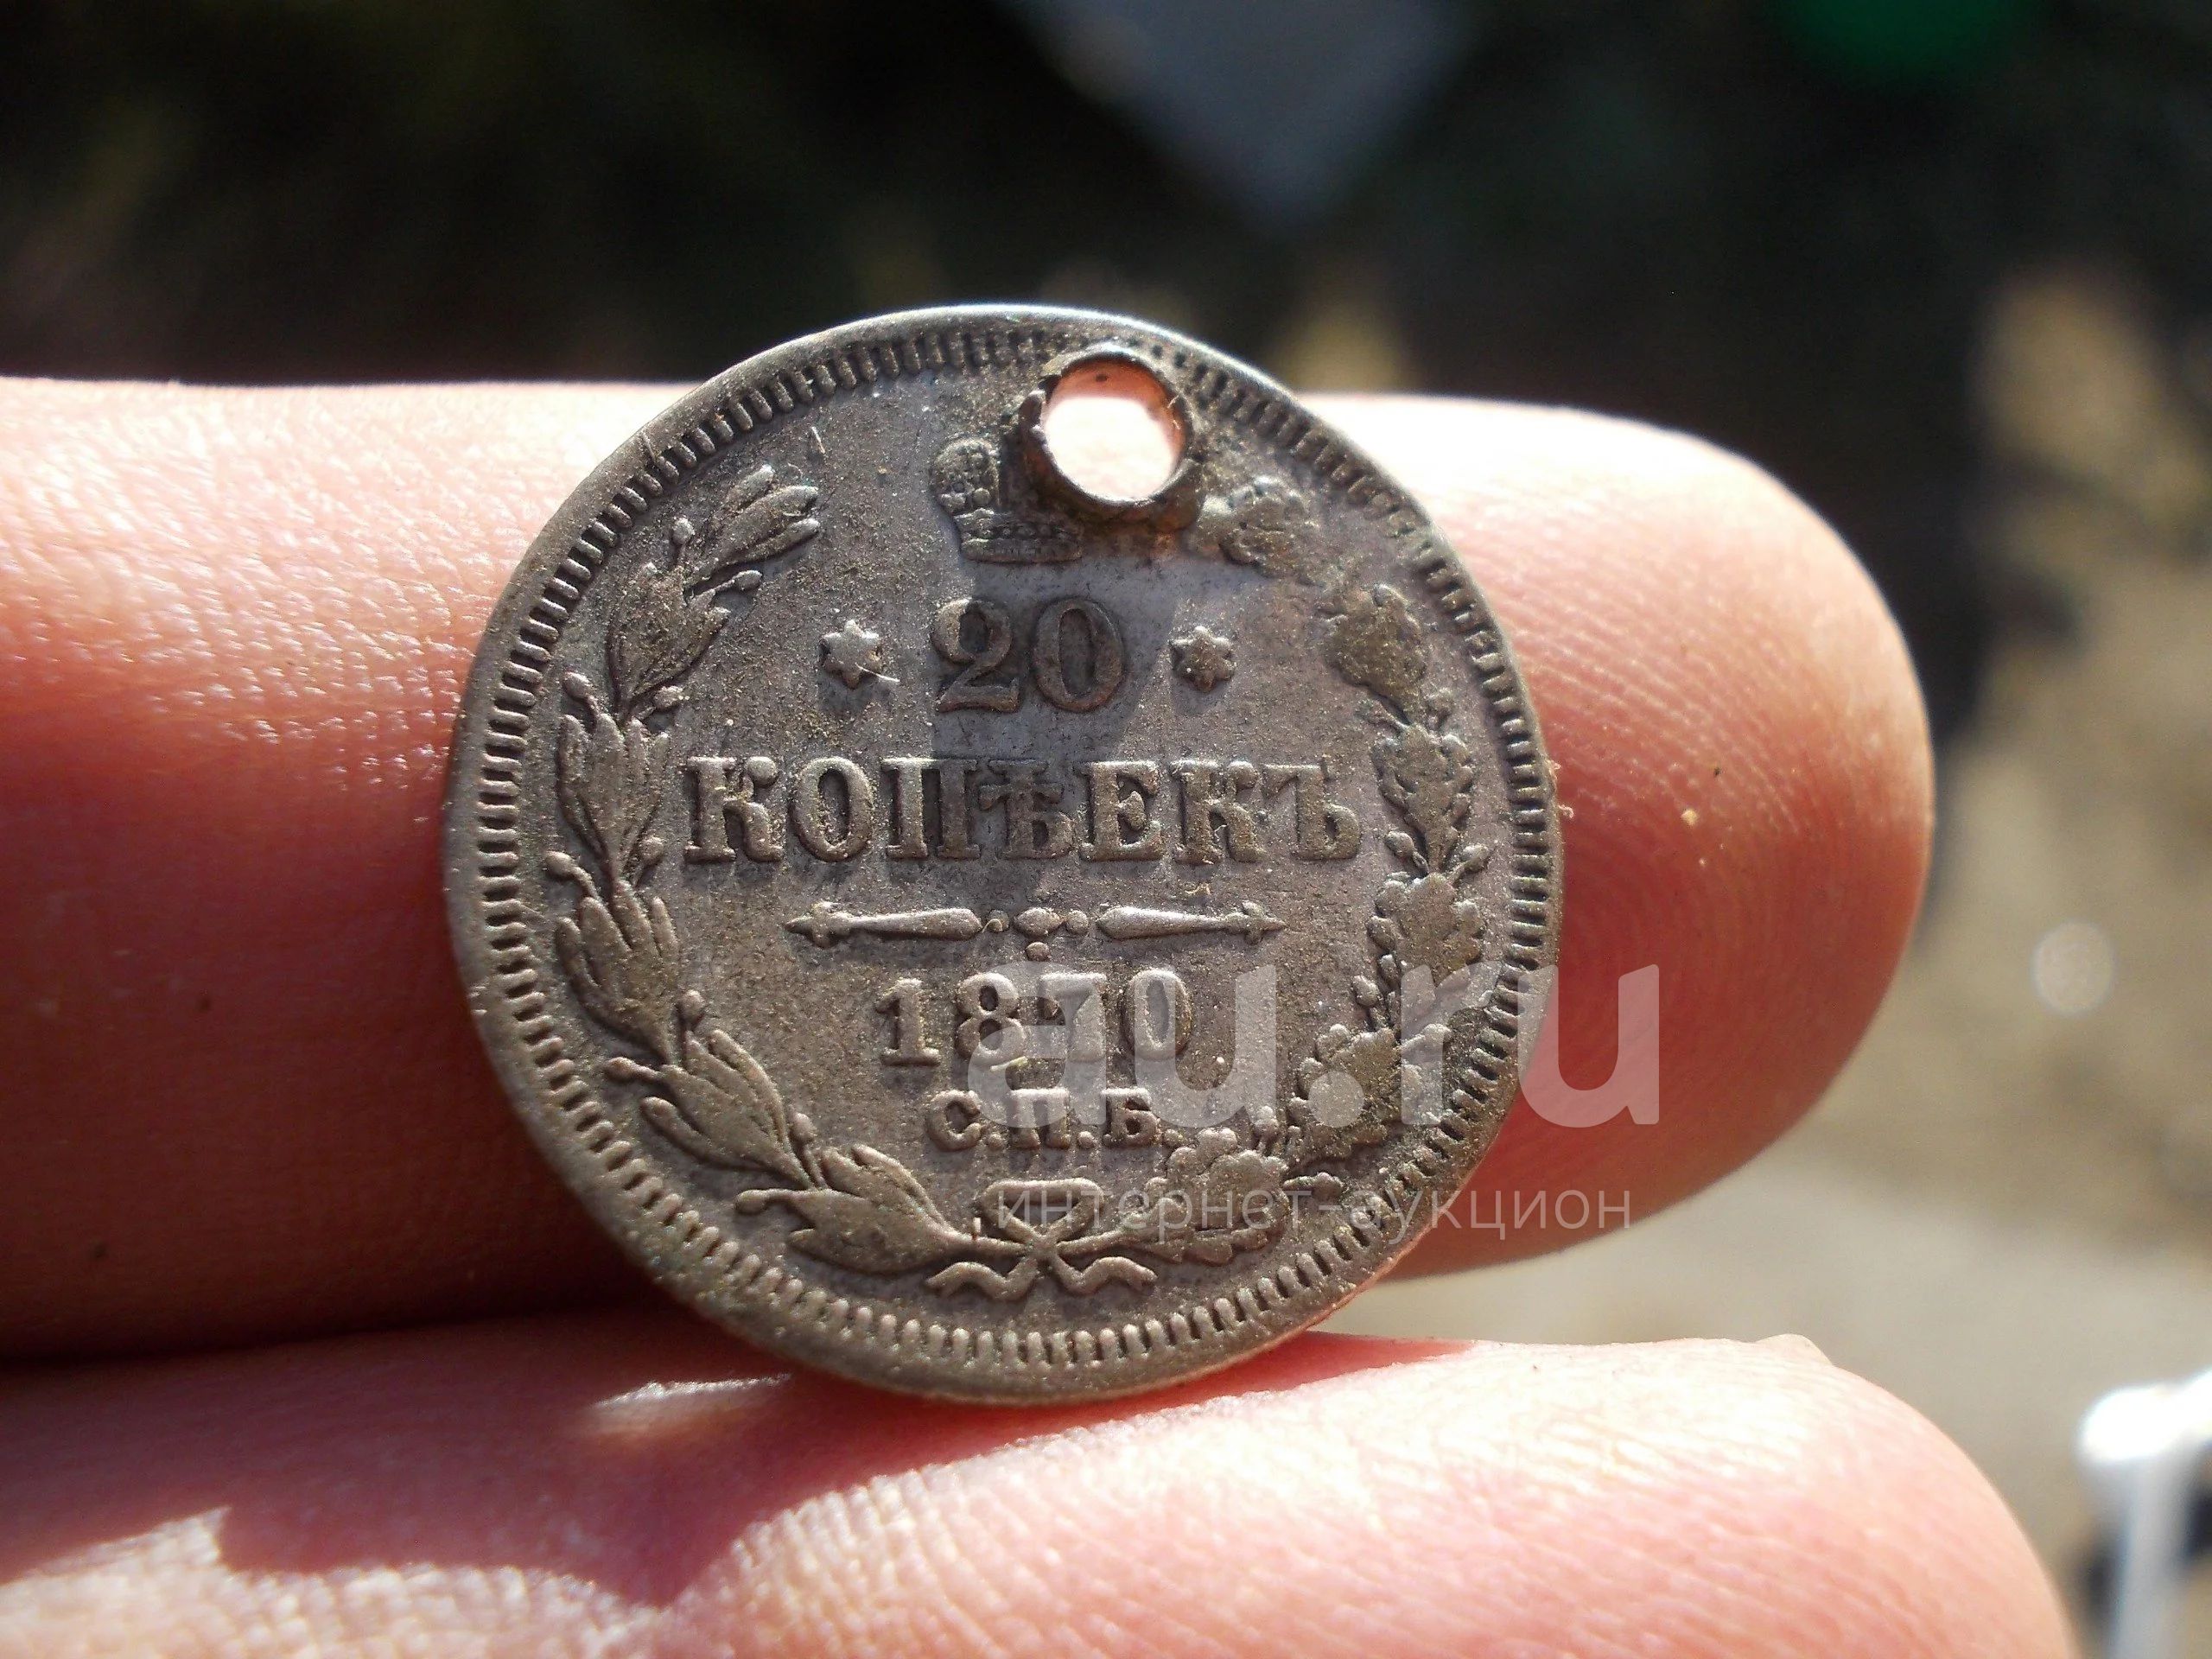 20
КОПѢЕКЪ
1870
С.П.Б.
au.ru
интернет-аукцион